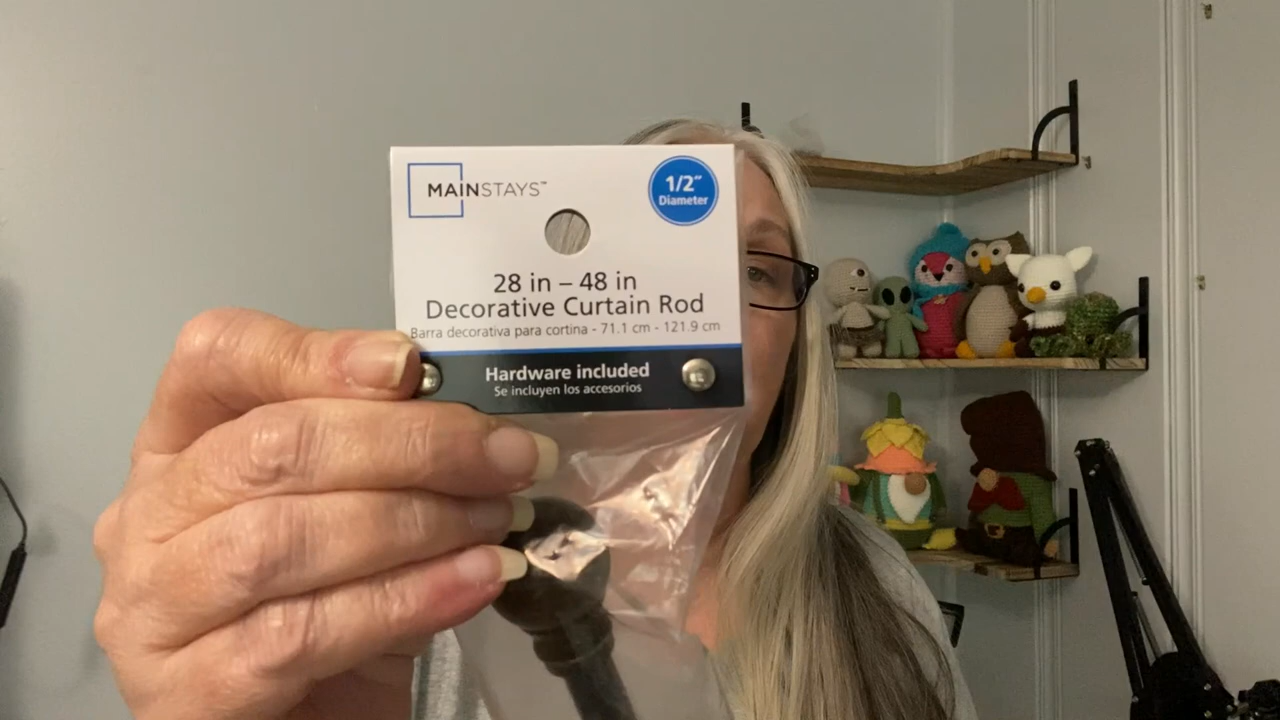 MAINSTAYS™
1/2"
Diameter
28 in – 48 in
Decorative Curtain Rod
Barra decorativa para cortina - 71.1 cm - 121.9 cm
Hardware included
Se incluyen los accesorios